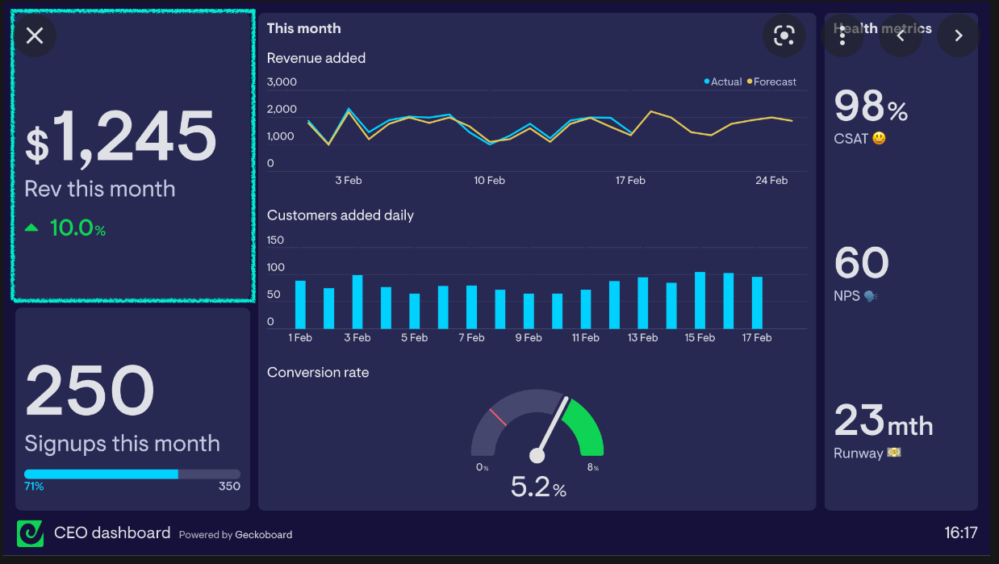 $1,245
Rev this month
10.0%
250
Signups this month
71%
350
This month
Revenue added
Actual Forecast
3,000
2,000
1,000
0
3 Feb 10 Feb 17 Feb 24 Feb
Customers added daily
150
100
50
0
1 Feb 3 Feb 5 Feb 7 Feb 9 Feb 11 Feb 13 Feb 15 Feb 17 Feb
Conversion rate
0% 8%
5.2%
Health metrics
98%
CSAT 😃
60
NPS 🗣️
23mth
Runway 💴
CEO dashboard Powered by Geckoboard
16:17